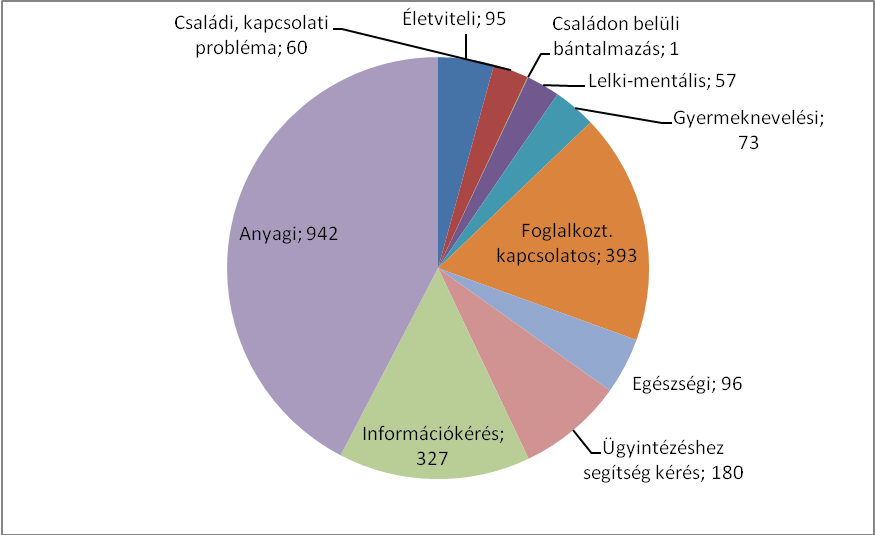 Családi, kapcsolati
probléma; 60
Életviteli; 95
Családon belüli
bántalmazás; 1
Lelki-mentális; 57
Gyermeknevelési;
73
Foglalkozt.
kapcsolatos; 393
Egészségi; 96
Ügyintézéshez
segítség kérés; 180
Információkérés;
327
Anyagi; 942